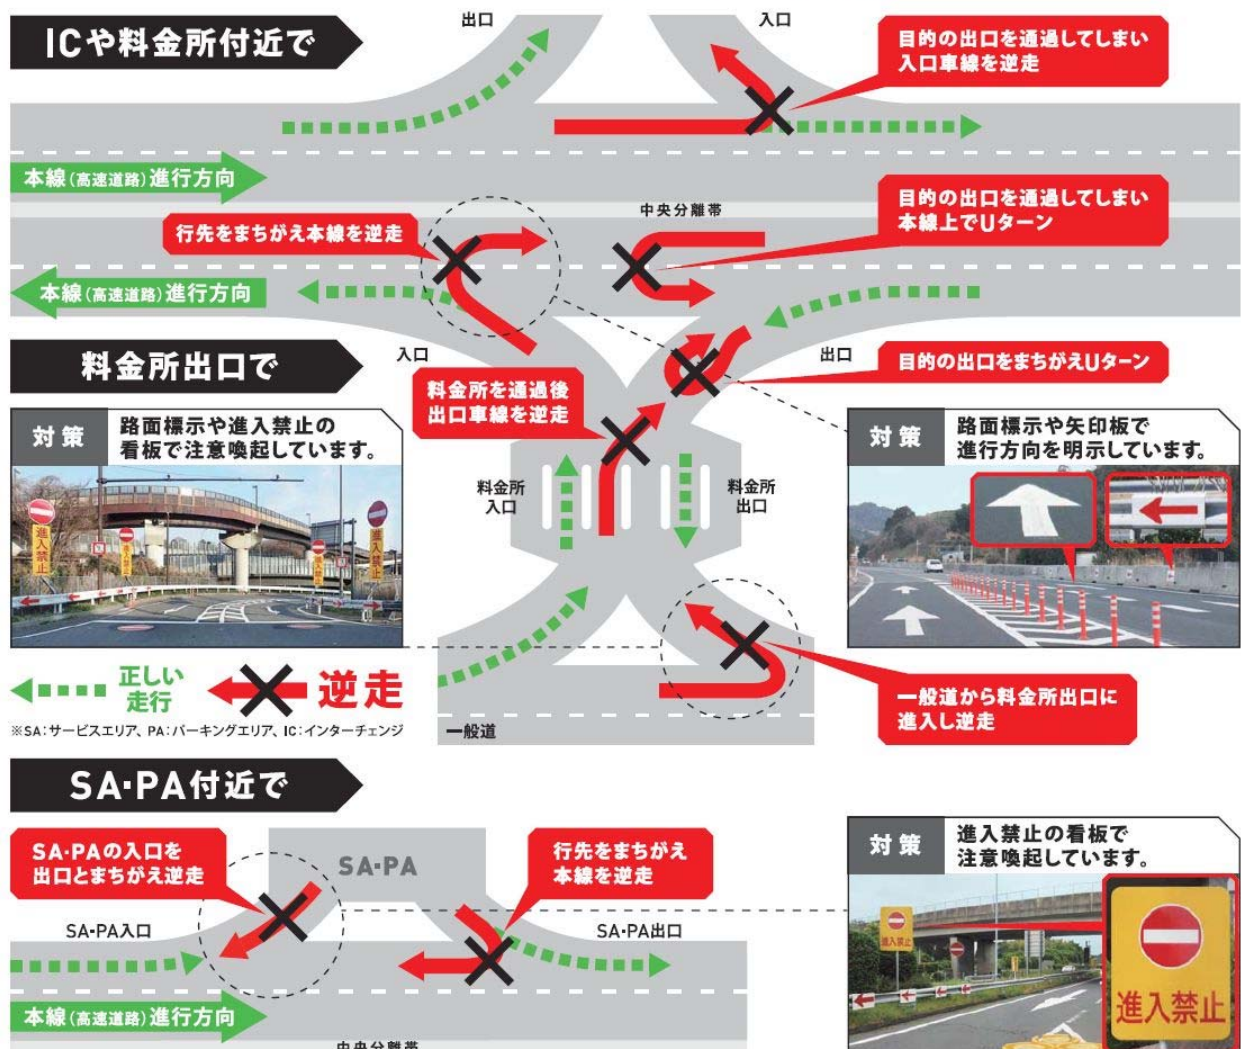 ICや料金所付近で
出口
入口
目的の出口を通過してしまい
入口車線を逆走
本線(高速道路)進行方向
中央分離帯
行先をまちがえ本線を逆走
目的の出口を通過してしまい
本線上でUターン
本線(高速道路)進行方向
料金所出口で
入口
出口
目的の出口をまちがえUターン
料金所を通過後
出口車線を逆走
対策
路面標示や進入禁止の
看板で注意喚起しています。
進入禁止
進入禁止
進入禁止
進入禁止
料金所
入口
料金所
出口
対策
路面標示や矢印板で
進行方向を明示しています。
正しい
走行
逆走
※SA:サービスエリア、PA:パーキングエリア、IC:インターチェンジ
一般道
一般道から料金所出口に
進入し逆走
SA・PA付近で
SA・PAの入口を
出口とまちがえ逆走
SA・PA
行先をまちがえ
本線を逆走
SA・PA入口
SA・PA出口
本線(高速道路)進行方向
中央分離帯
対策
進入禁止の看板で
注意喚起しています。
進入禁止
進入禁止